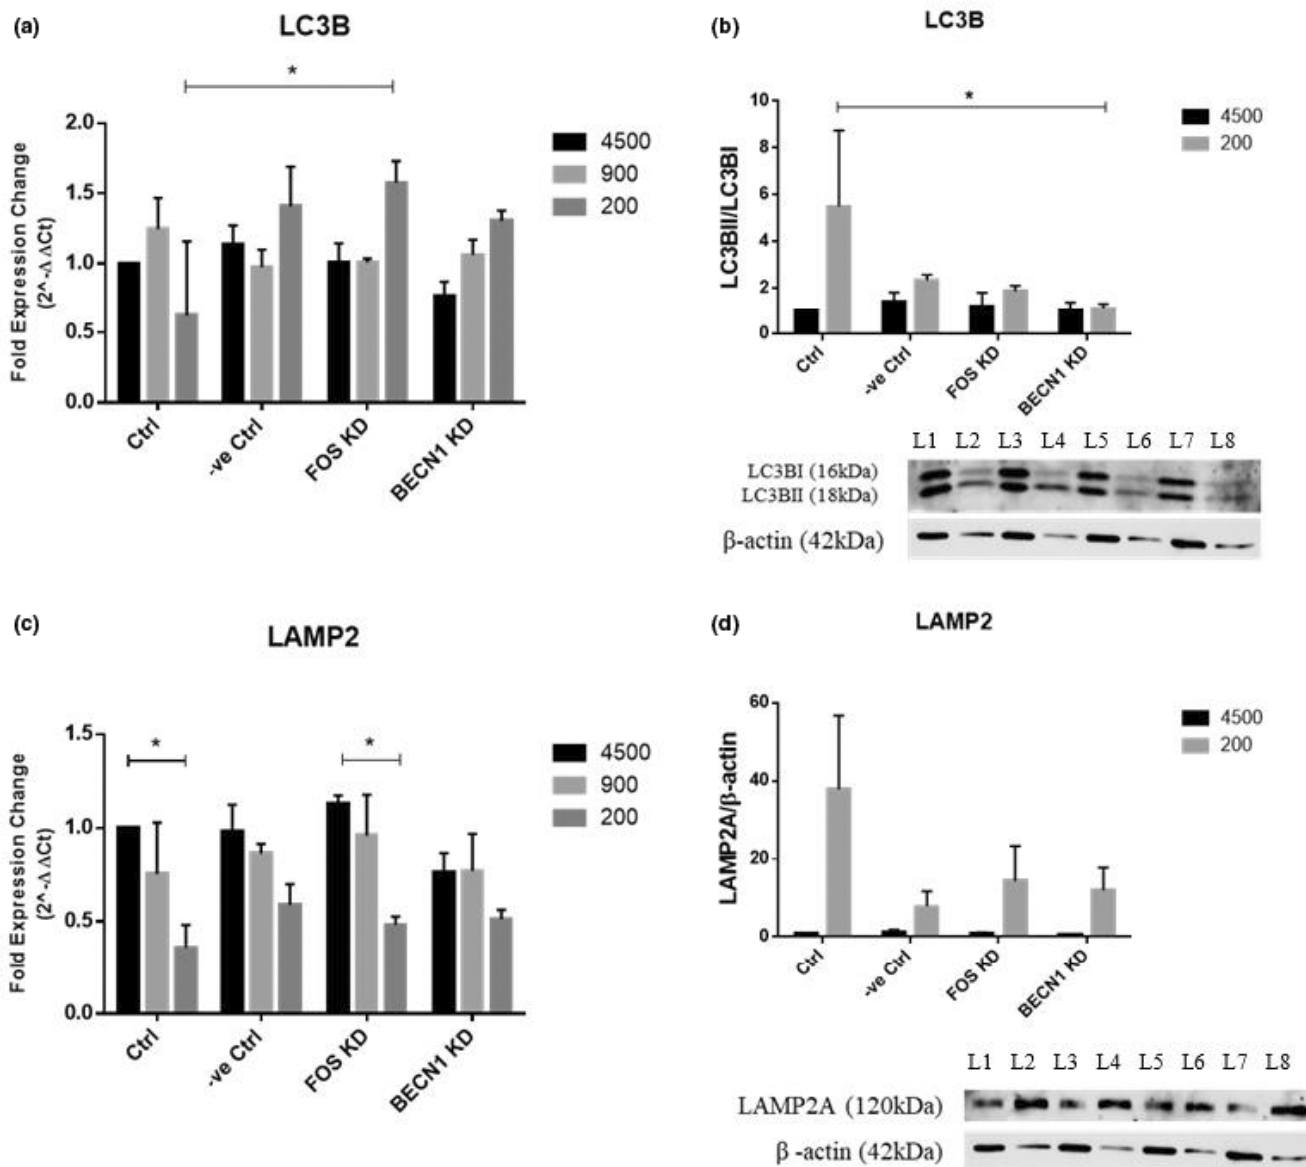 (a)
LC3B
*
2.0
1.5
1.0
0.5
0.0
Fold Expression Change
(2^-Δ ΔCt)
4500
900
200
Ctrl
-ve Ctrl
FOS KD
BECN1 KD
(b)
LC3B
*
10
8
6
4
2
0
LC3BII/LC3BI
4500
200
Ctrl
-ve Ctrl
FOS KD
BECN1 KD
L1 L2 L3 L4 L5 L6 L7 L8
LC3BI (16kDa)
LC3BII (18kDa)
β-actin (42kDa)
(c)
LAMP2
* *
1.5
1.0
0.5
0.0
Fold Expression Change
(2^-Δ ΔCt)
4500
900
200
Ctrl
-ve Ctrl
FOS KD
BECN1 KD
(d)
LAMP2
60
40
20
0
LAMP2A/β-actin
4500
200
Ctrl
-ve Ctrl
FOS KD
BECN1 KD
L1 L2 L3 L4 L5 L6 L7 L8
LAMP2A (120kDa)
β -actin (42kDa)